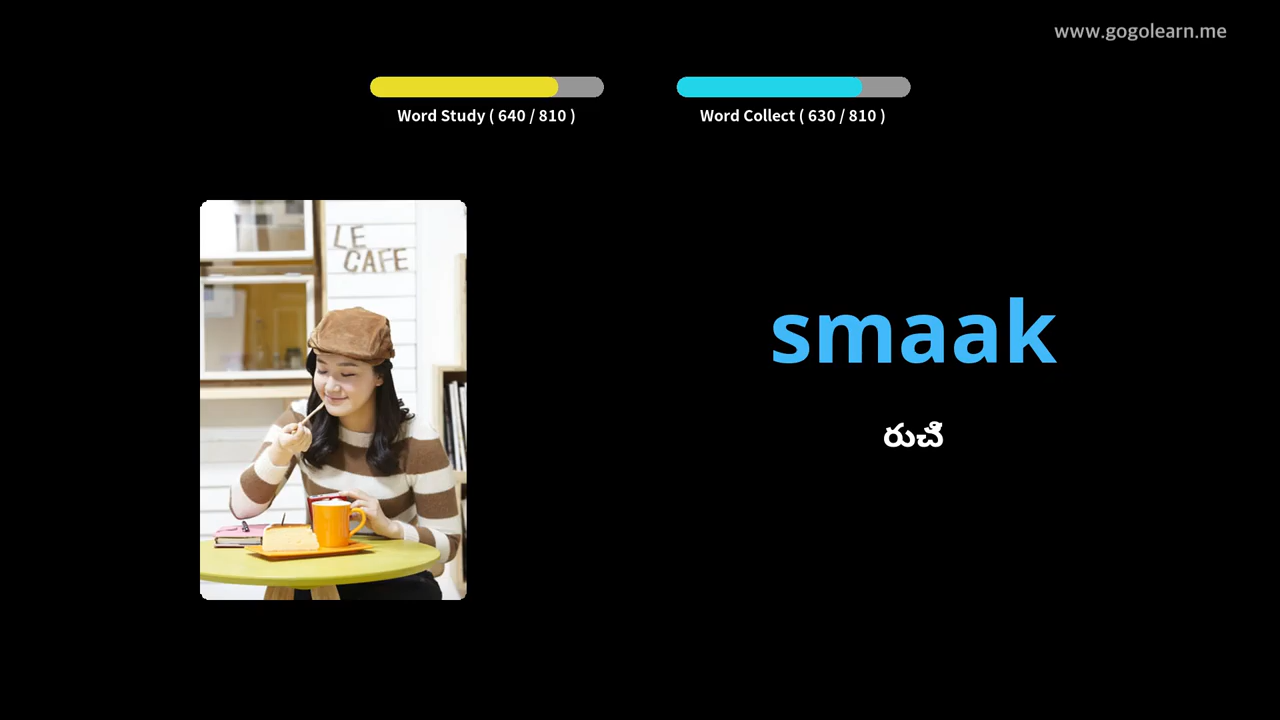 www.gogolearn.me
Word Study ( 640 / 810 )
Word Collect ( 630 / 810 )
LE
CAFE
smaak
రుచి